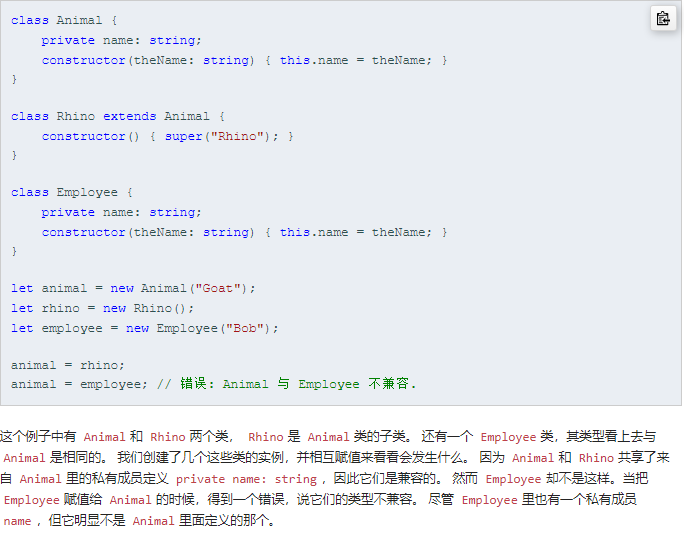 class Animal {
    private name: string;
    constructor(theName: string) { this.name = theName; }
}
class Rhino extends Animal {
    constructor() { super("Rhino"); }
}
class Employee {
    private name: string;
    constructor(theName: string) { this.name = theName; }
}
let animal = new Animal("Goat");
let rhino = new Rhino();
let employee = new Employee("Bob");
animal = rhino;
animal = employee; // 错误: Animal 与 Employee 不兼容.
这个例子中有 Animal 和 Rhino 两个类， Rhino 是 Animal 类的子类。 还有一个 Employee 类，其类型看上去与
Animal 是相同的。 我们创建了几个这些类的实例，并相互赋值来看看会发生什么。 因为 Animal 和 Rhino 共享了来
自 Animal 里的私有成员定义 private name: string ，因此它们是兼容的。 然而 Employee 却不是这样。当把
Employee 赋值给 Animal 的时候，得到一个错误，说它们的类型不兼容。 尽管 Employee 里也有一个私有成员
name ，但它明显不是 Animal 里面定义的那个。